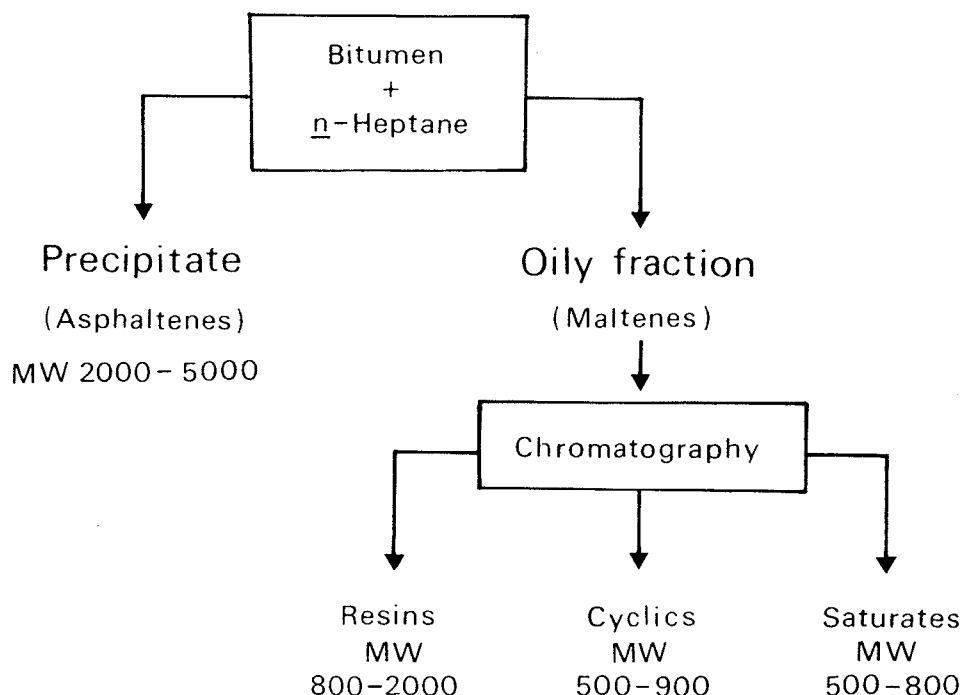 Bitumen
+
n-Heptane
Precipitate
(Asphaltenes)
MW 2000-5000
Oily fraction
(Maltenes)
Chromatography
Resins
MW
800-2000
Cyclics
MW
500-900
Saturates
MW
500-800